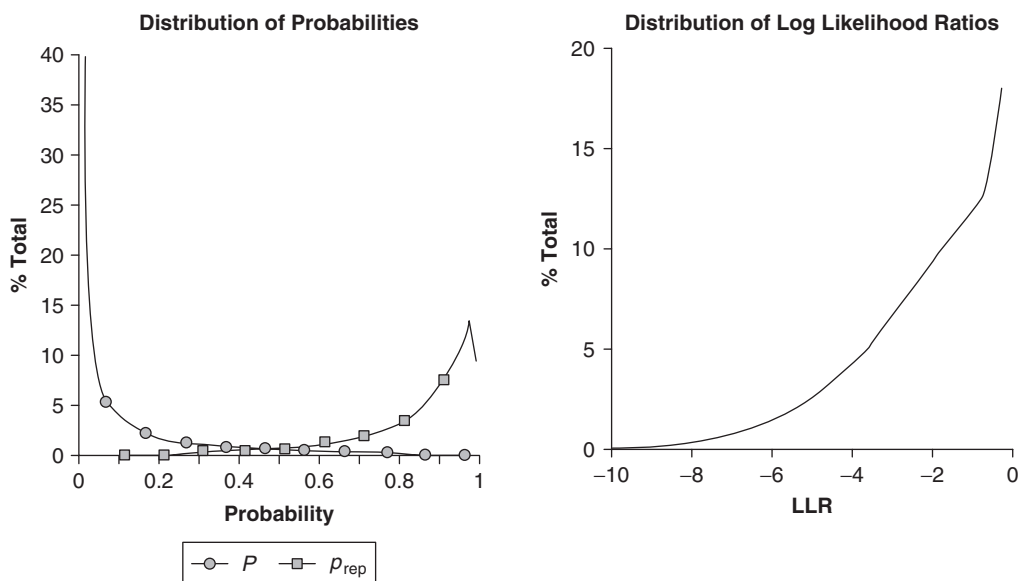 Distribution of Probabilities
40
35
30
25
20
15
10
5
0
% Total
0 0.2 0.4 0.6 0.8 1
Probability
P prep
Distribution of Log Likelihood Ratios
20
15
10
5
0
% Total
−10 −8 −6 −4 −2 0
LLR